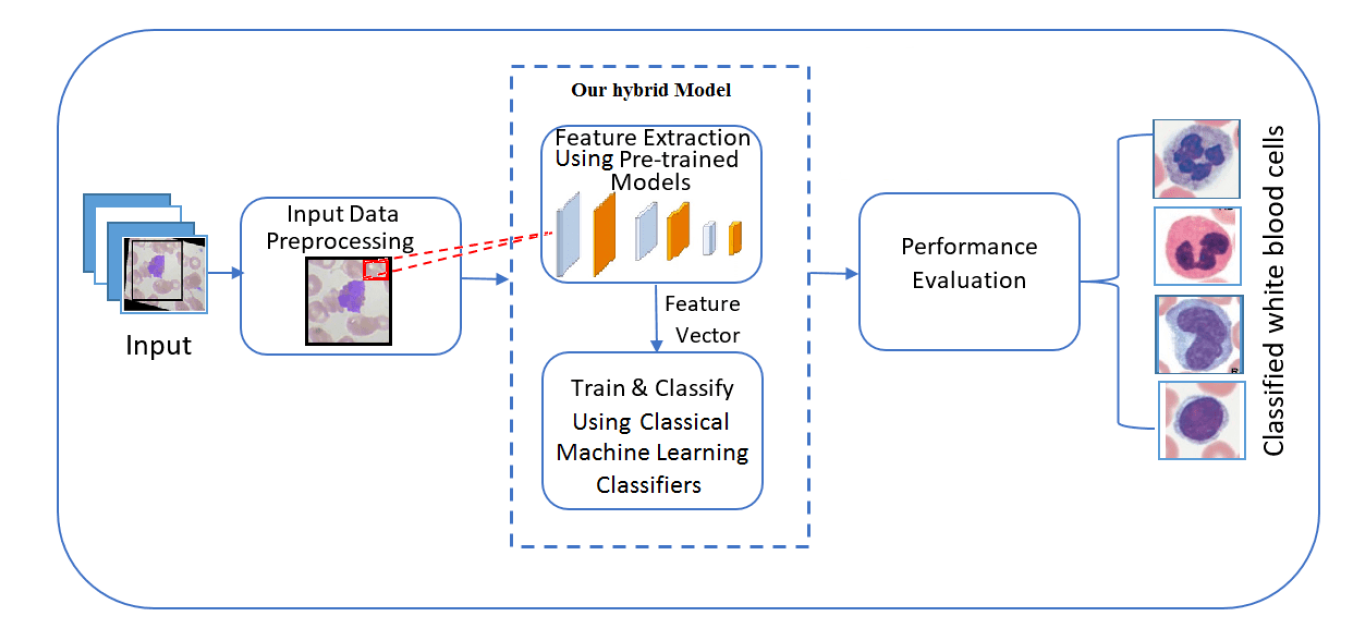 Our hybrid Model
Feature Extraction
Using Pre-trained
Models
Input Data
Preprocessing
Input
Feature
Vector
Train & Classify
Using Classical
Machine Learning
Classifiers
Performance
Evaluation
Classified white blood cells